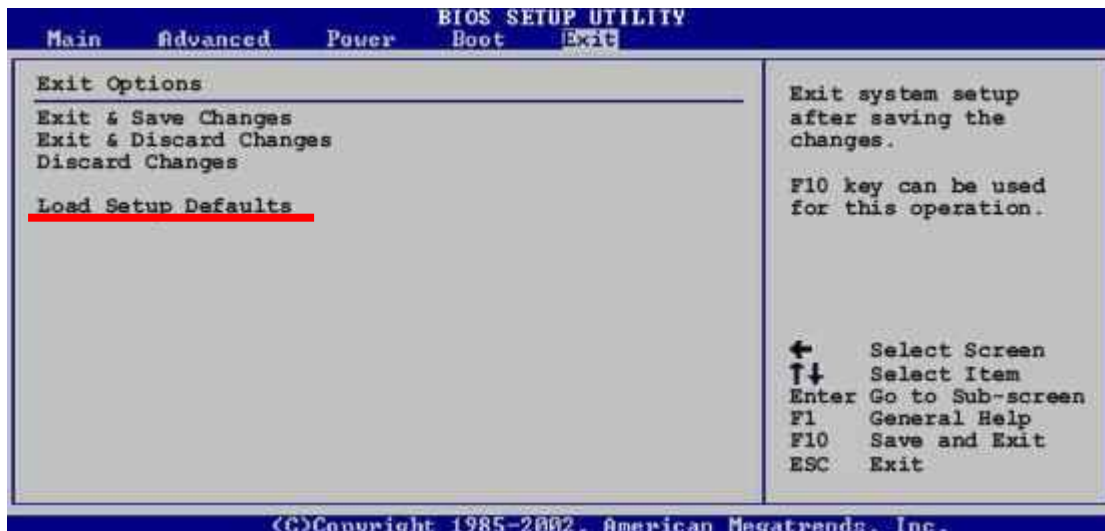 BIOS SETUP UTILITY
Main Advanced Power Boot Exit
Exit Options
Exit & Save Changes
Exit & Discard Changes
Discard Changes
Load Setup Defaults
Exit system setup
after saving the
changes.
F10 key can be used
for this operation.
← Select Screen
↑↓ Select Item
Enter Go to Sub-screen
F1 General Help
F10 Save and Exit
ESC Exit
(C)Copyright 1985-2002, American Megatrends, Inc.